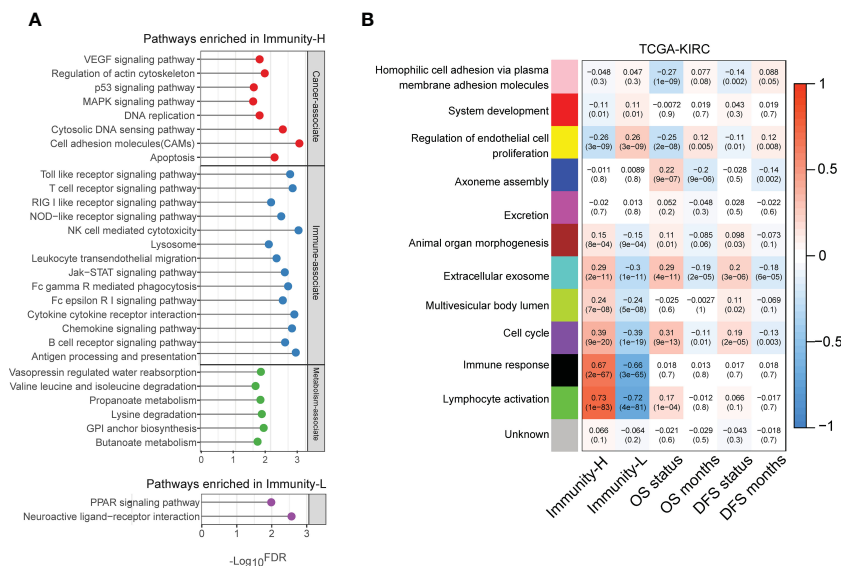 A
Pathways enriched in Immunity-H
VEGF signaling pathway
Regulation of actin cytoskeleton
p53 signaling pathway
MAPK signaling pathway
DNA replication
Cytosolic DNA sensing pathway
Cell adhesion molecules(CAMs)
Apoptosis
Cancer-associate
Toll like receptor signaling pathway
T cell receptor signaling pathway
RIG I like receptor signaling pathway
NOD-like receptor signaling pathway
NK cell mediated cytotoxicity
Lysosome
Leukocyte transendothelial migration
Jak-STAT signaling pathway
Fc gamma R mediated phagocytosis
Fc epsilon R I signaling pathway
Cytokine cytokine receptor interaction
Chemokine signaling pathway
B cell receptor signaling pathway
Antigen processing and presentation
Immune-associate
Vasopressin regulated water reabsorption
Valine leucine and isoleucine degradation
Propanoate metabolism
Lysine degradation
GPI anchor biosynthesis
Butanoate metabolism
Metabolism-associate
0 1 2 3
Pathways enriched in Immunity-L
PPAR signaling pathway
Neuroactive ligand-receptor interaction
0 1 2 3
-Log10FDR
B
TCGA-KIRC
Homophilic cell adhesion via plasma
membrane adhesion molecules
−0.048 0.047 −0.27 0.077 −0.14 0.088
(0.3) (0.3) (1e−09) (0.08) (0.002) (0.05)
System development
−0.11 0.11 −0.0072 0.019 0.043 0.019
(0.01) (0.01) (0.9) (0.7) (0.3) (0.7)
Regulation of endothelial cell
proliferation
−0.26 0.26 −0.25 0.12 −0.11 0.12
(3e−09) (3e−09) (2e−08) (0.005) (0.01) (0.008)
Axoneme assembly
−0.011 0.0089 0.22 −0.2 −0.028 −0.14
(0.8) (0.8) (9e−07) (9e−06) (0.5) (0.002)
Excretion
−0.02 0.013 0.052 −0.048 0.028 −0.022
(0.7) (0.8) (0.2) (0.3) (0.5) (0.6)
Animal organ morphogenesis
0.15 −0.15 0.11 −0.085 0.098 −0.073
(8e−04) (9e−04) (0.01) (0.06) (0.03) (0.1)
Extracellular exosome
0.29 −0.3 0.29 −0.19 0.2 −0.18
(2e−11) (1e−11) (4e−11) (2e−05) (3e−06) (6e−05)
Multivesicular body lumen
0.24 −0.24 −0.025 −0.0027 0.11 −0.069
(7e−08) (5e−08) (0.6) (1) (0.02) (0.1)
Cell cycle
0.39 −0.39 0.31 −0.11 0.19 −0.13
(9e−20) (1e−19) (9e−13) (0.01) (2e−05) (0.003)
Immune response
0.67 −0.66 0.018 0.013 0.017 0.018
(2e−67) (3e−65) (0.7) (0.8) (0.7) (0.7)
Lymphocyte activation
0.73 −0.72 0.17 −0.012 0.066 −0.017
(1e−83) (4e−81) (1e−04) (0.8) (0.1) (0.7)
Unknown
0.066 −0.064 −0.021 −0.029 −0.043 −0.018
(0.1) (0.2) (0.6) (0.5) (0.3) (0.7)
Immunity-H
Immunity-L
OS status
OS months
DFS status
DFS months
1
0.5
0
−0.5
−1